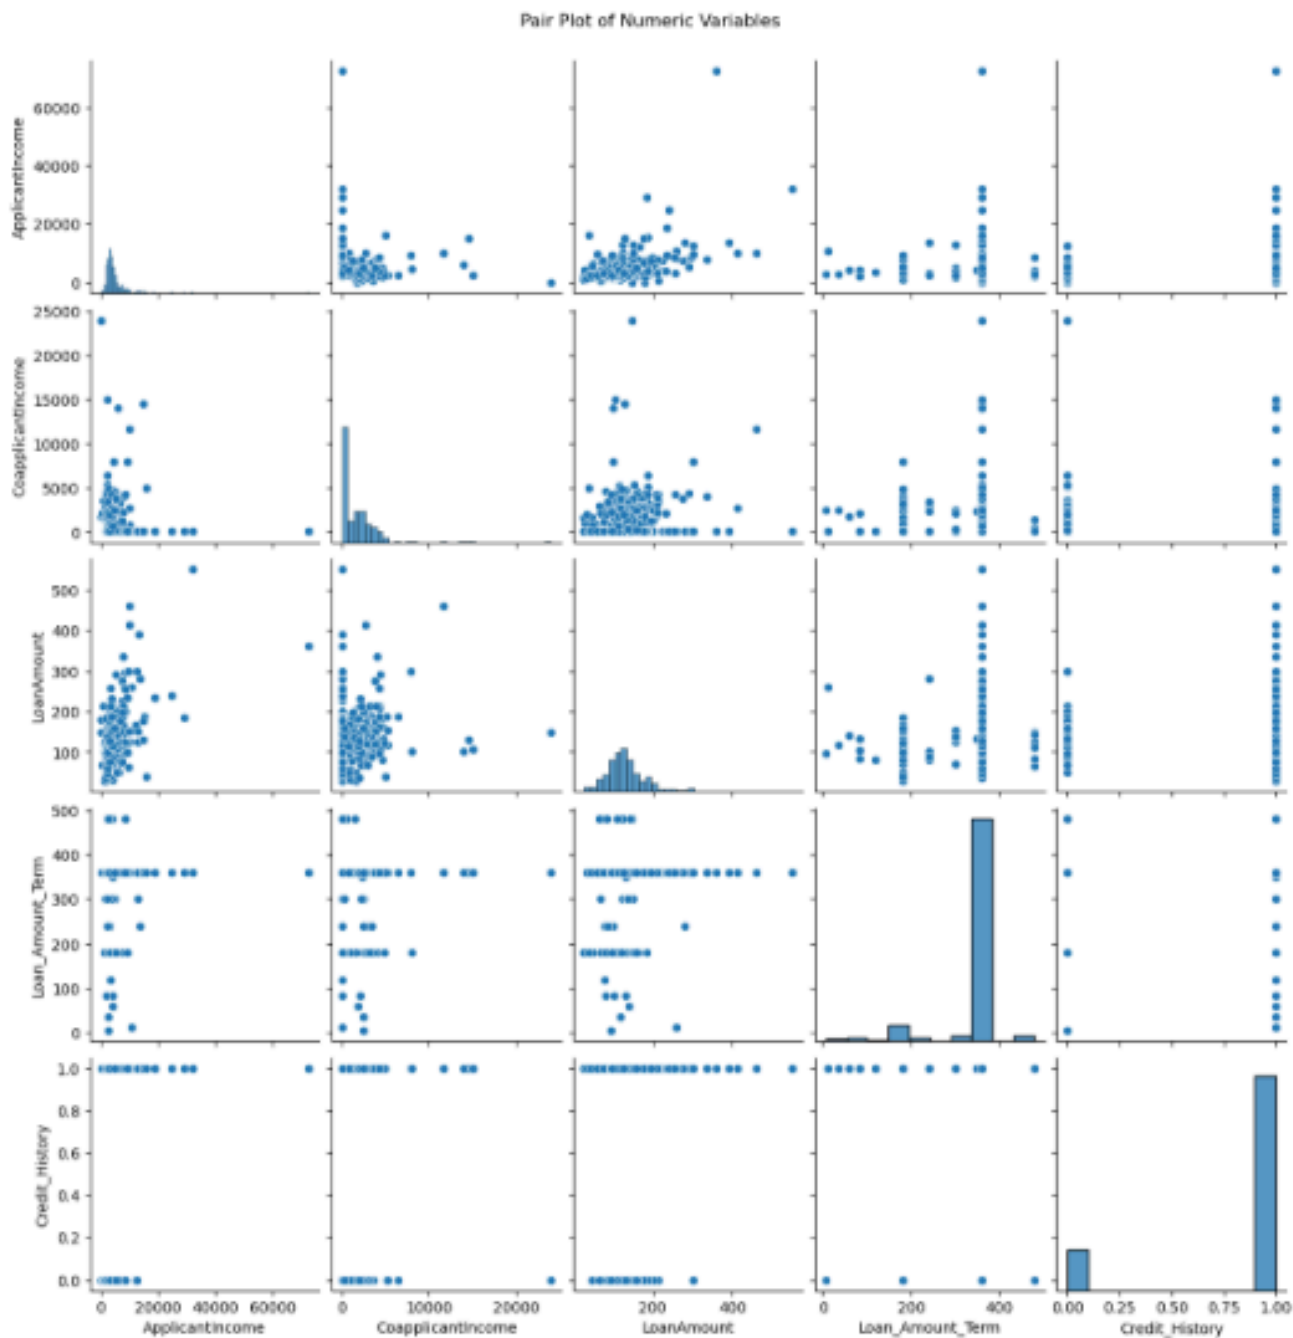 Pair Plot of Numeric Variables
60000
40000
20000
0
ApplicantIncome
25000
20000
15000
10000
5000
0
CoapplicantIncome
500
400
300
200
100
LoanAmount
500
400
300
200
100
0
Loan_Amount_Term
1.0
0.8
0.6
0.4
0.2
0.0
Credit_History
0 20000 40000 60000
0 10000 20000
200 400
0 200 400
0.00 0.25 0.50 0.75 1.00
ApplicantIncome
CoapplicantIncome
LoanAmount
Loan_Amount_Term
Credit_History